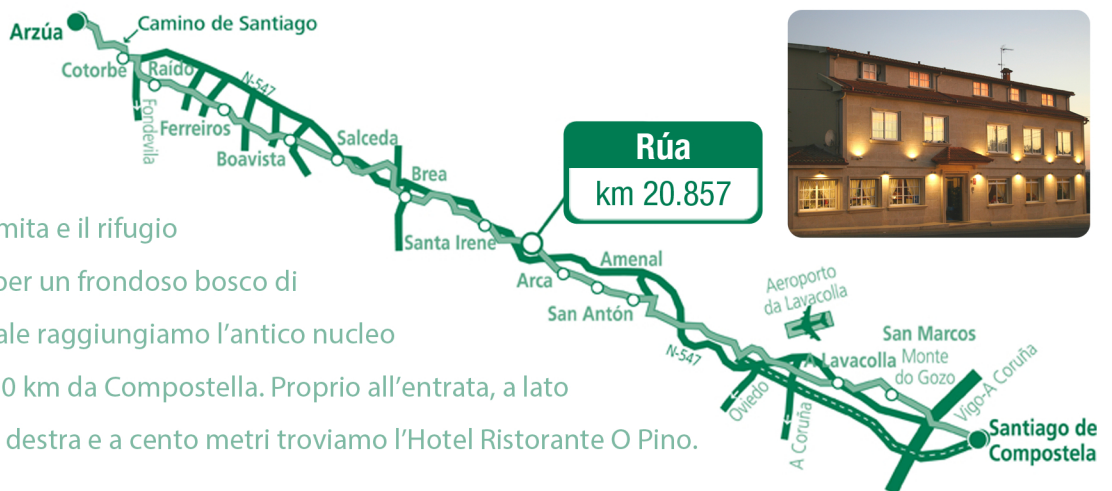 Arzúa
Camino de Santiago
Cotorbe
Raído
N-547
Fondevila
Ferreiros
Boavista
Salceda
Brea
Santa Irene
Rúa
km 20.857
Arca
Amenal
San Antón
Aeroporto
da Lavacolla
N-547
San Marcos
A Lavacolla
Monte
do Gozo
Oviedo
A Coruña
Vigo-A Coruña
Santiago de
Compostela
mita e il rifugio
per un frondoso bosco di
ale raggiungiamo l'antico nucleo
0 km da Compostella. Proprio all'entrata, a lato
destra e a cento metri troviamo l'Hotel Ristorante O Pino.